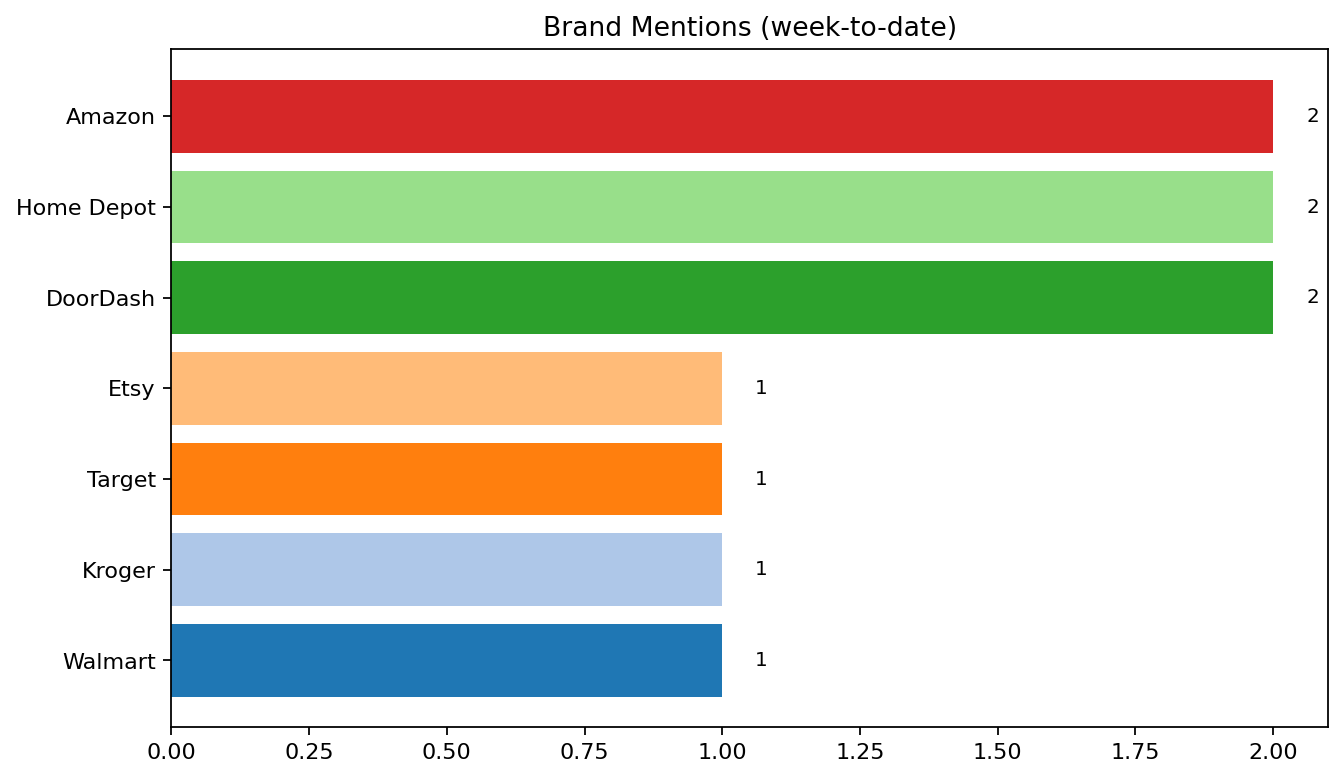 Brand Mentions (week-to-date)
Amazon 2
Home Depot 2
DoorDash 2
Etsy 1
Target 1
Kroger 1
Walmart 1
0.00 0.25 0.50 0.75 1.00 1.25 1.50 1.75 2.00